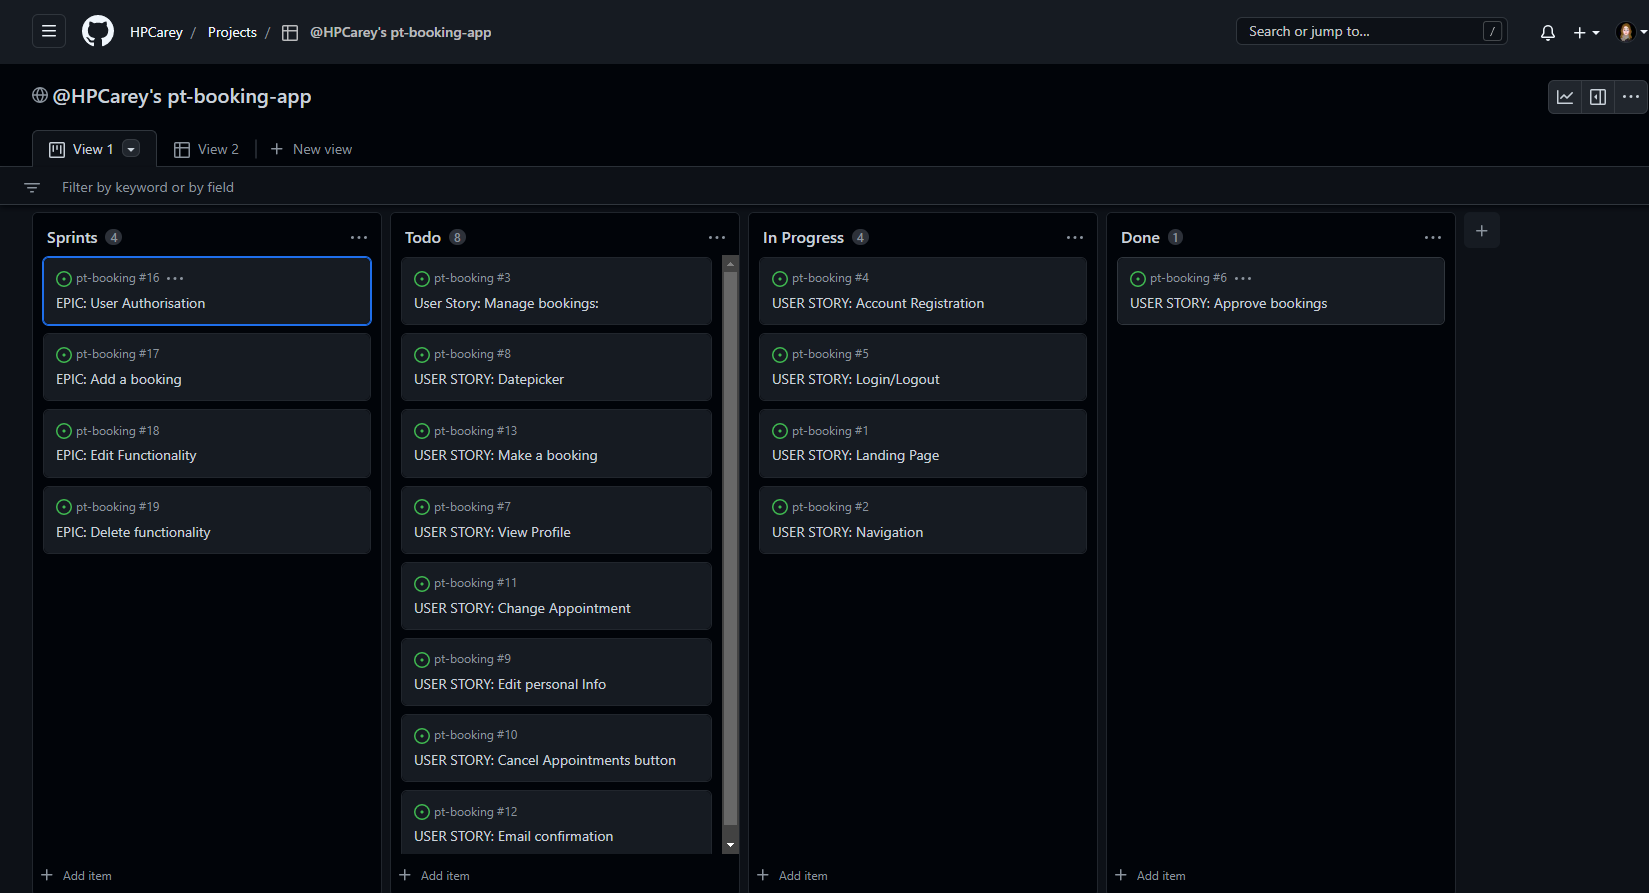 HPCarey / Projects / @HPCarey's pt-booking-app
Search or jump to... /
@HPCarey's pt-booking-app
View 1
View 2
New view
Filter by keyword or by field
Sprints 4
pt-booking #16
EPIC: User Authorisation
pt-booking #17
EPIC: Add a booking
pt-booking #18
EPIC: Edit Functionality
pt-booking #19
EPIC: Delete functionality
Add item
Todo 8
pt-booking #3
User Story: Manage bookings:
pt-booking #8
USER STORY: Datepicker
pt-booking #13
USER STORY: Make a booking
pt-booking #7
USER STORY: View Profile
pt-booking #11
USER STORY: Change Appointment
pt-booking #9
USER STORY: Edit personal Info
pt-booking #10
USER STORY: Cancel Appointments button
pt-booking #12
USER STORY: Email confirmation
Add item
In Progress 4
pt-booking #4
USER STORY: Account Registration
pt-booking #5
USER STORY: Login/Logout
pt-booking #1
USER STORY: Landing Page
pt-booking #2
USER STORY: Navigation
Add item
Done 1
pt-booking #6
USER STORY: Approve bookings
Add item